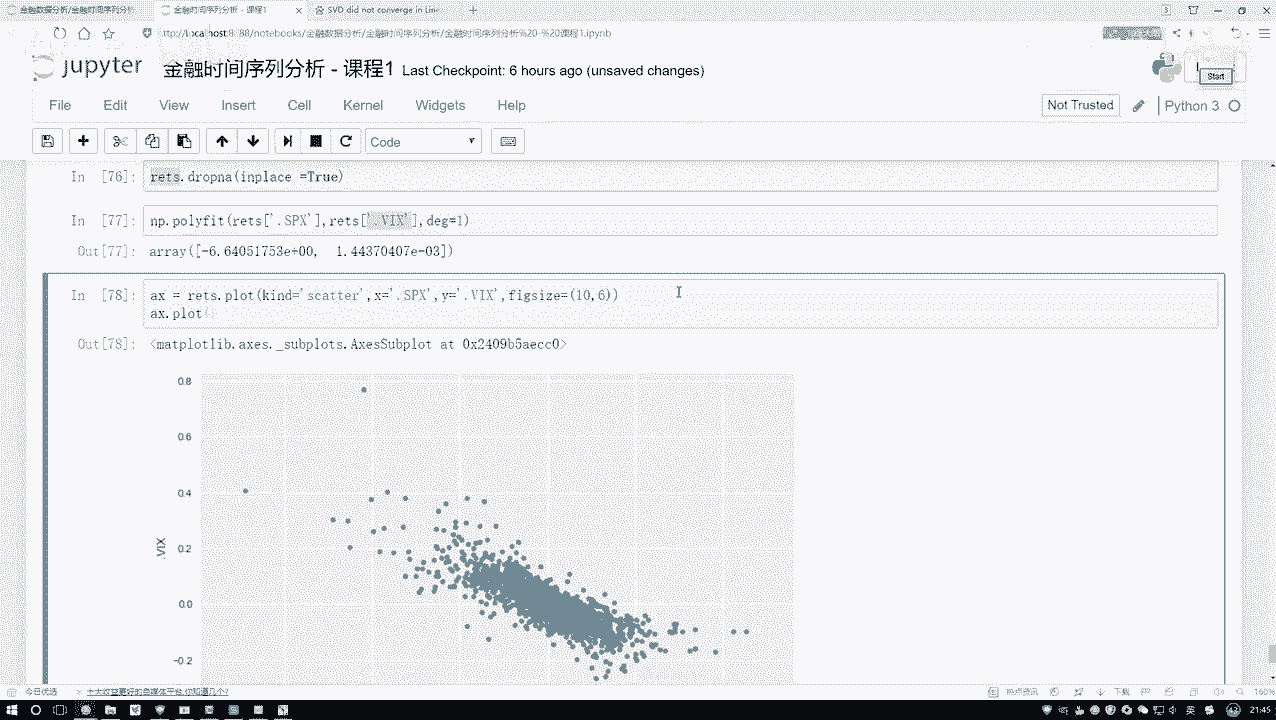 金融数据分析/金融时间序列分析
金融时间序列分析 - 课程1
SVD did not converge in Line
localhost:8888/notebooks/金融数据分析/金融时间序列分析/金融时间序列分析%20-%20课程1.ipynb
jupyter 金融时间序列分析 - 课程1 Last Checkpoint: 6 hours ago (unsaved changes)
Start
File Edit View Insert Cell Kernel Widgets Help
Not Trusted
Python 3
Code
In [76]: rets.dropna(inplace =True)
In [77]: np.polyfit(rets['.SPX'],rets['.VIX'],deg=1)
Out[77]: array([-6.64051753e+00, 1.44370407e-03])
In [78]: ax = rets.plot(kind='scatter',x='.SPX',y='.VIX',figsize=(10,6))
ax.plot()
Out[78]: <matplotlib.axes._subplots.AxesSubplot at 0x2409b5aecc0>
0.8
0.6
0.4
0.2
0.0
-0.2
.VIX
今日优选
热点资讯
下载
160%
21:45